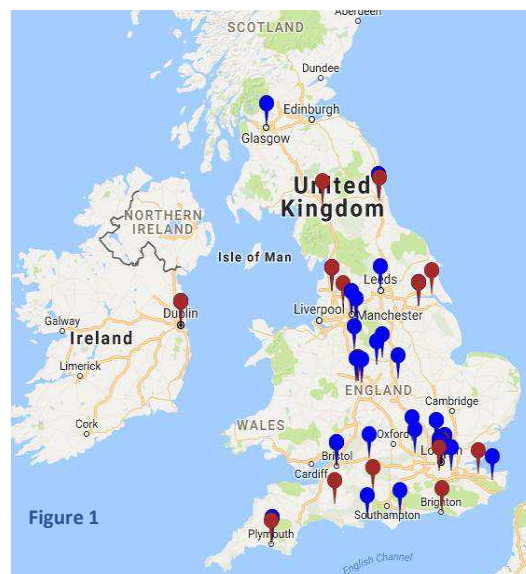 Aberdeen
SCOTLAND
Dundee
Edinburgh
Glasgow
United
Kingdom
NORTHERN
IRELAND
Isle of Man
Leeds
Dublin
Liverpool
Manchester
Galway
Ireland
Limerick
ENGLAND
Cambridge
WALES
Cork
Oxford
London
Bristol
Cardiff
Brighton
Southampton
Figure 1
Plymouth
English Channel